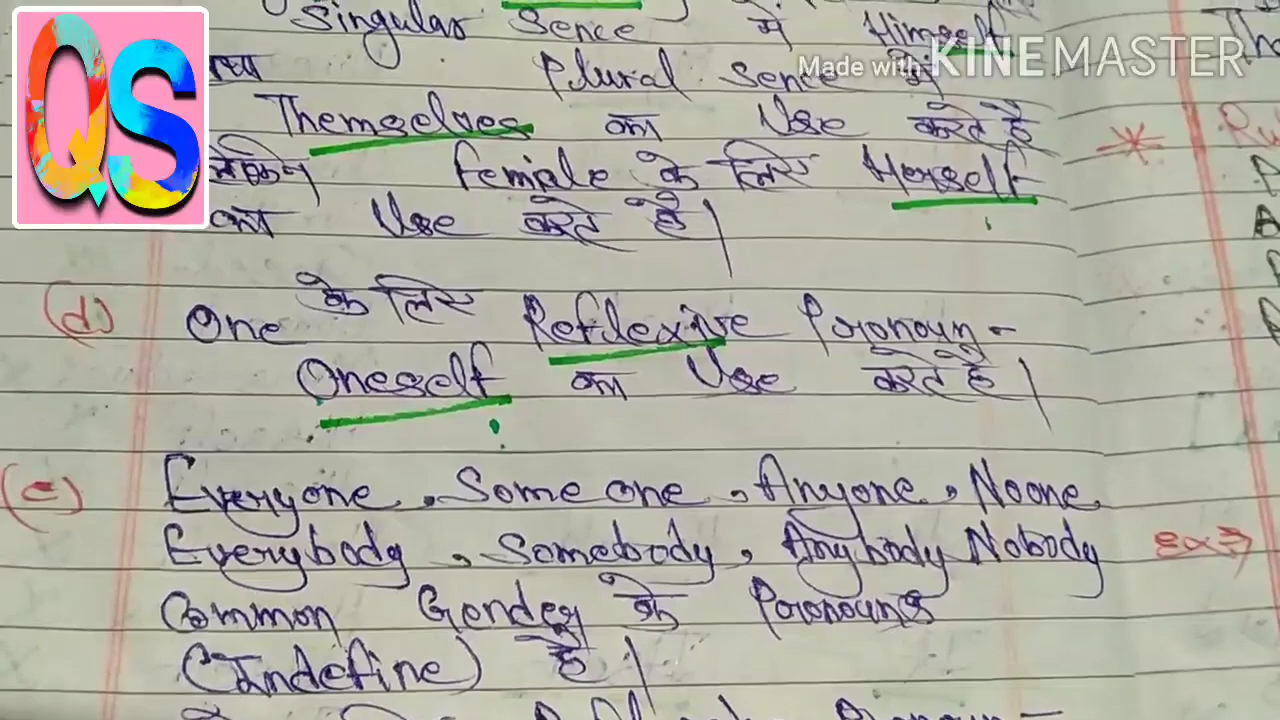 QS
Singular Sence में Himself
Made with KINEMASTER
तथा Plural Sence में
Themselves का Use करते है
लेकिन female के लिए Herself
का Use करते है।
(d) One के लिए Reflexive Pronoun-
Oneself का Use करते है।
(e) Everyone, Some one, Anyone, Noone,
Everybody, Somebody, Anybody Nobody
Common Gender के Pronouns
(Indefine) है।
ex⇒